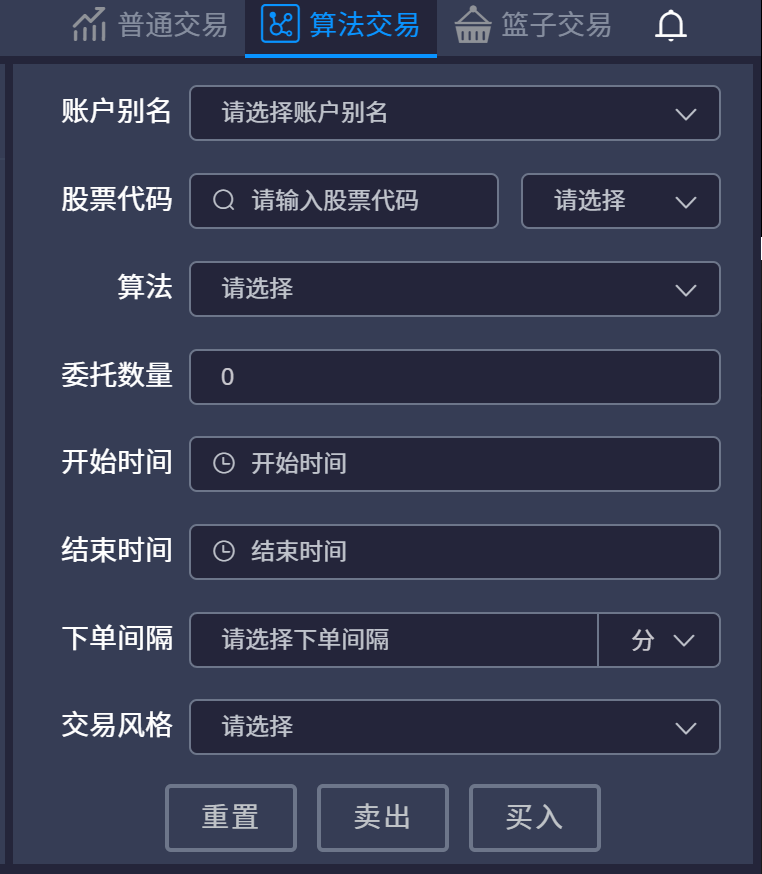 普通交易 算法交易 篮子交易
账户别名 请选择账户别名
股票代码 请输入股票代码 请选择
算法 请选择
委托数量 0
开始时间 开始时间
结束时间 结束时间
下单间隔 请选择下单间隔 分
交易风格 请选择
重置 卖出 买入